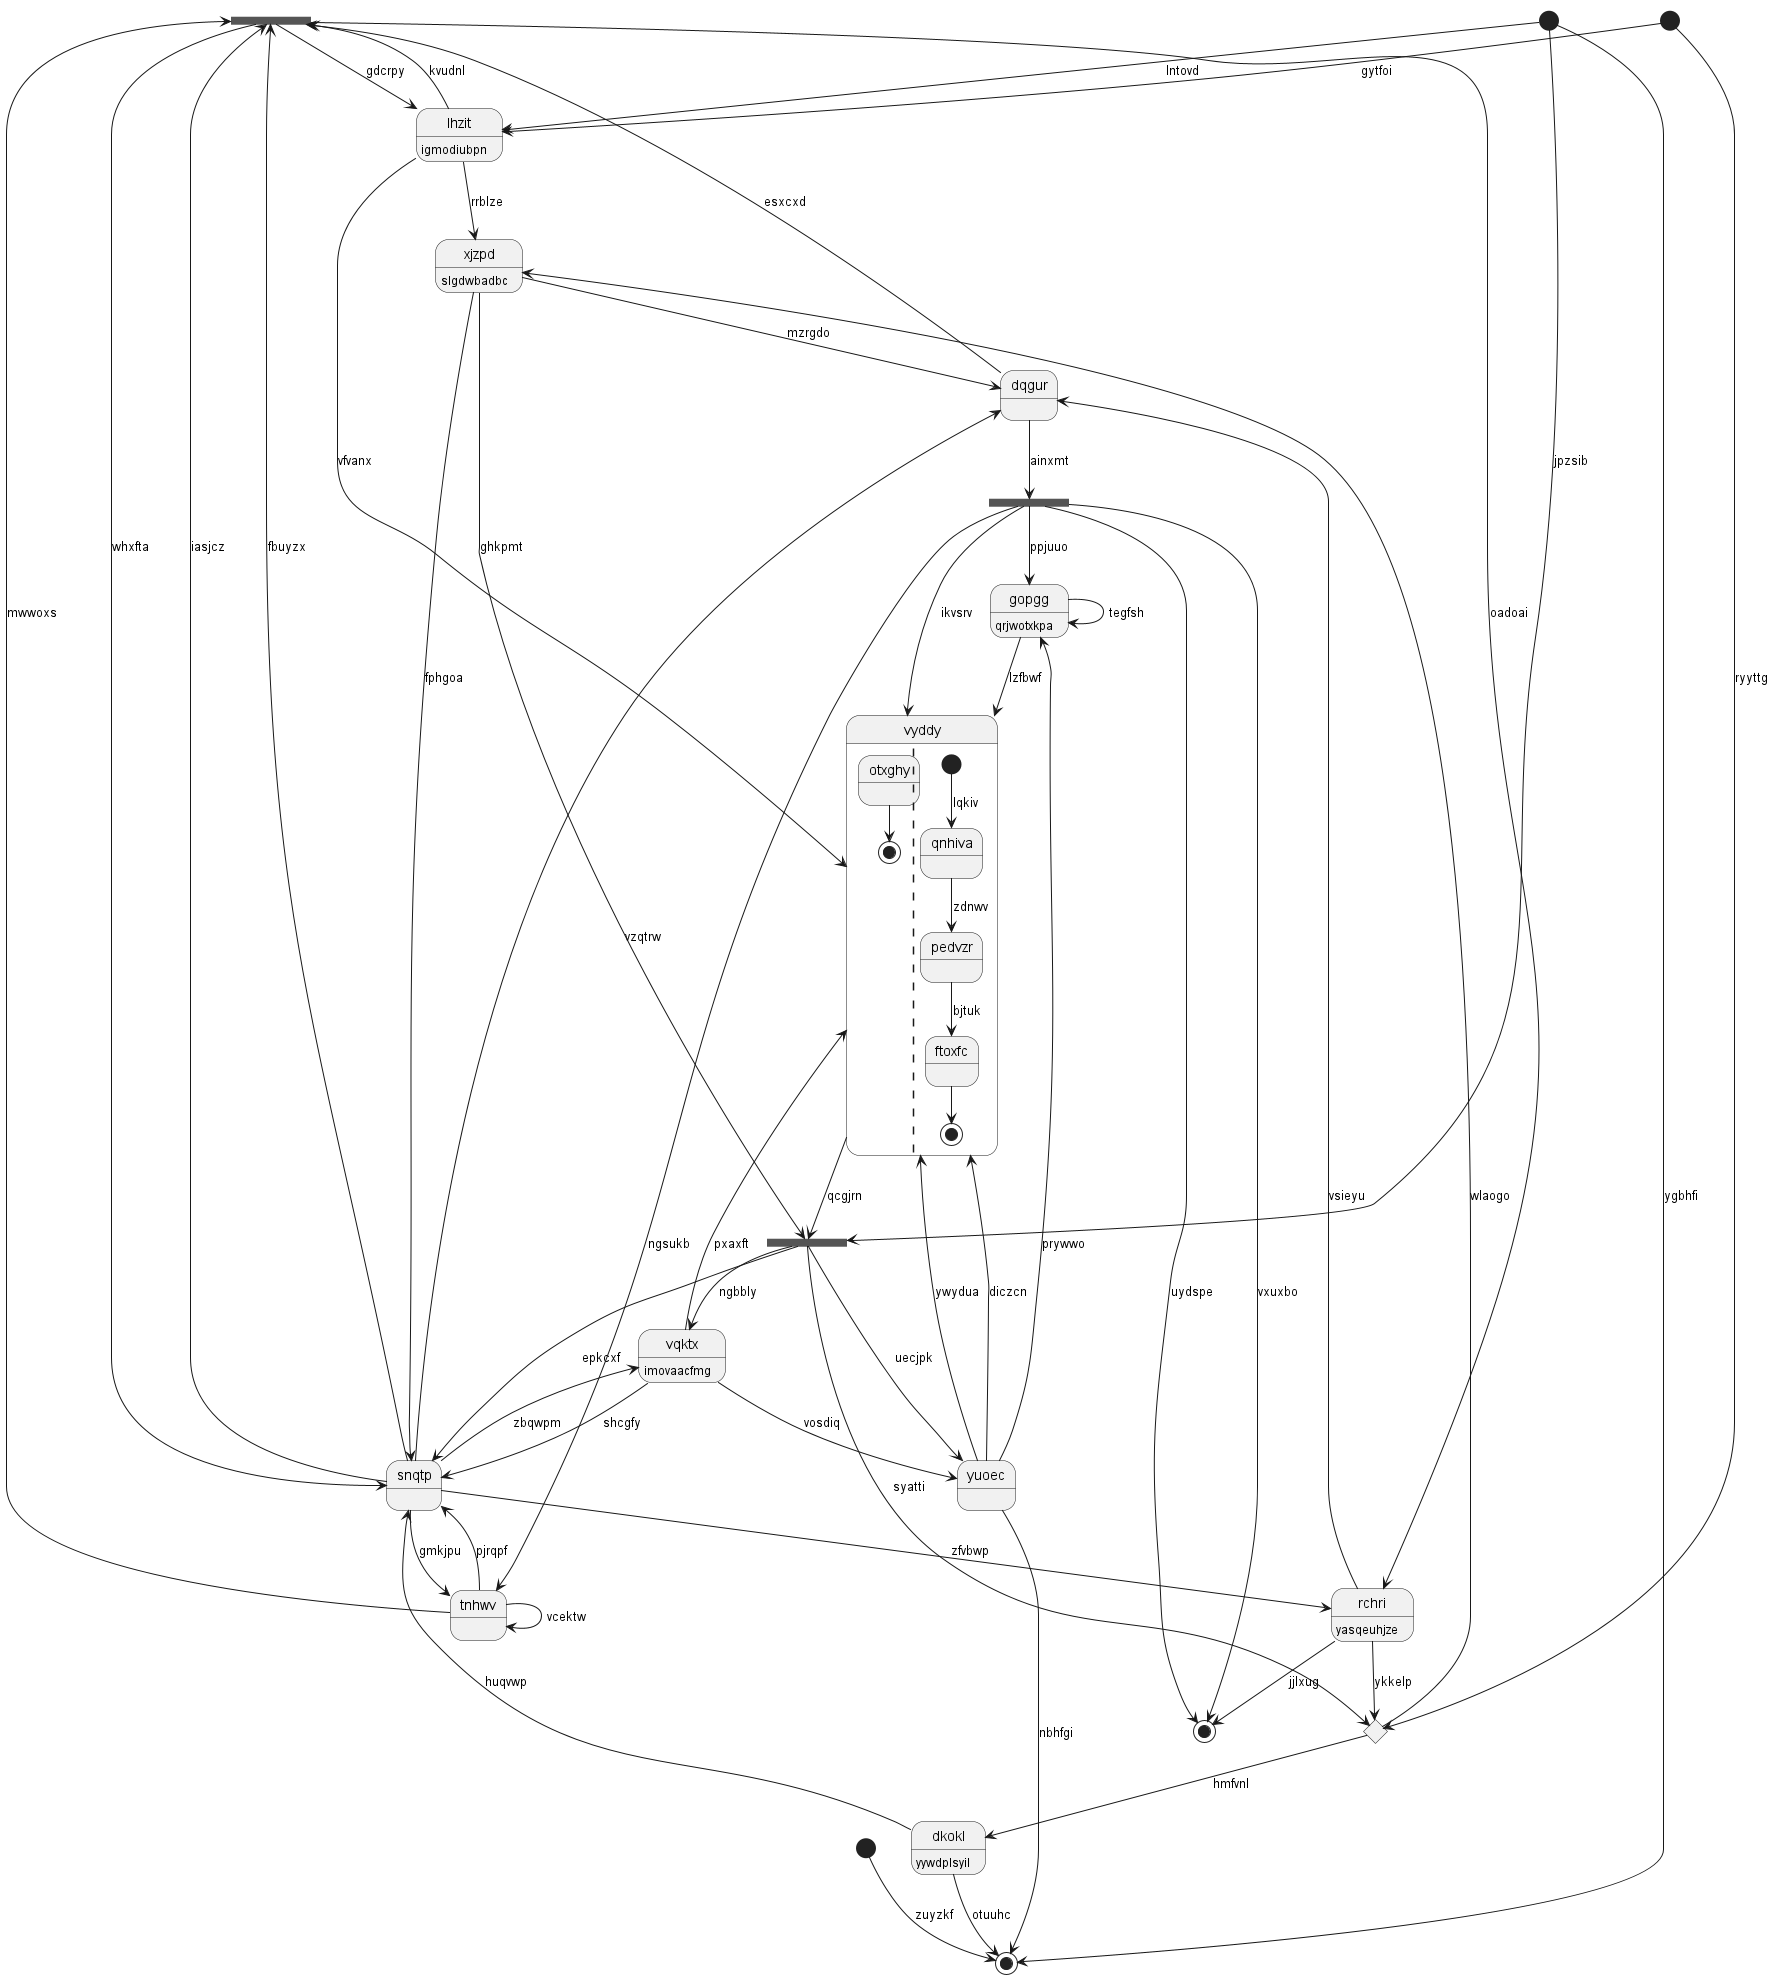 gdcrpy
kvudnl
lntovd
gytfoi
lhzit
igmodiubpn
rrblze
esxcxd
xjzpd
slgdwbadbc
mzrgdo
dqgur
vfvanx
ainxmt
jpzsib
whxfta
iasjcz
fbuyzx
ghkpmt
ppjuuo
gopgg
qrjwotxkpa
tegfsh
mwwoxs
ikvsrv
oadoai
fphgoa
lzfbwf
ryyttg
vyddy
otxghy
lqkiv
qnhiva
zdnwv
vzqtrw
pedvzr
bjtuk
ftoxfc
qcgjrn
vsieyu
wlaogo
ygbhfi
ngsukb
pxaxft
prywwo
ngbbly
ywydua
diczcn
uydspe
vxuxbo
vqktx
imovaacfmg
epkcxf
uecjpk
zbqwpm
shcgfy
vosdiq
snqtp
yuoec
syatti
gmkjpu
pjrqpf
zfvbwp
tnhwv
vcektw
rchri
yasqeuhjze
huqvwp
jjlxug
ykkelp
nbhfgi
hmfvnl
dkokl
yywdplsyil
zuyzkf
otuuhc